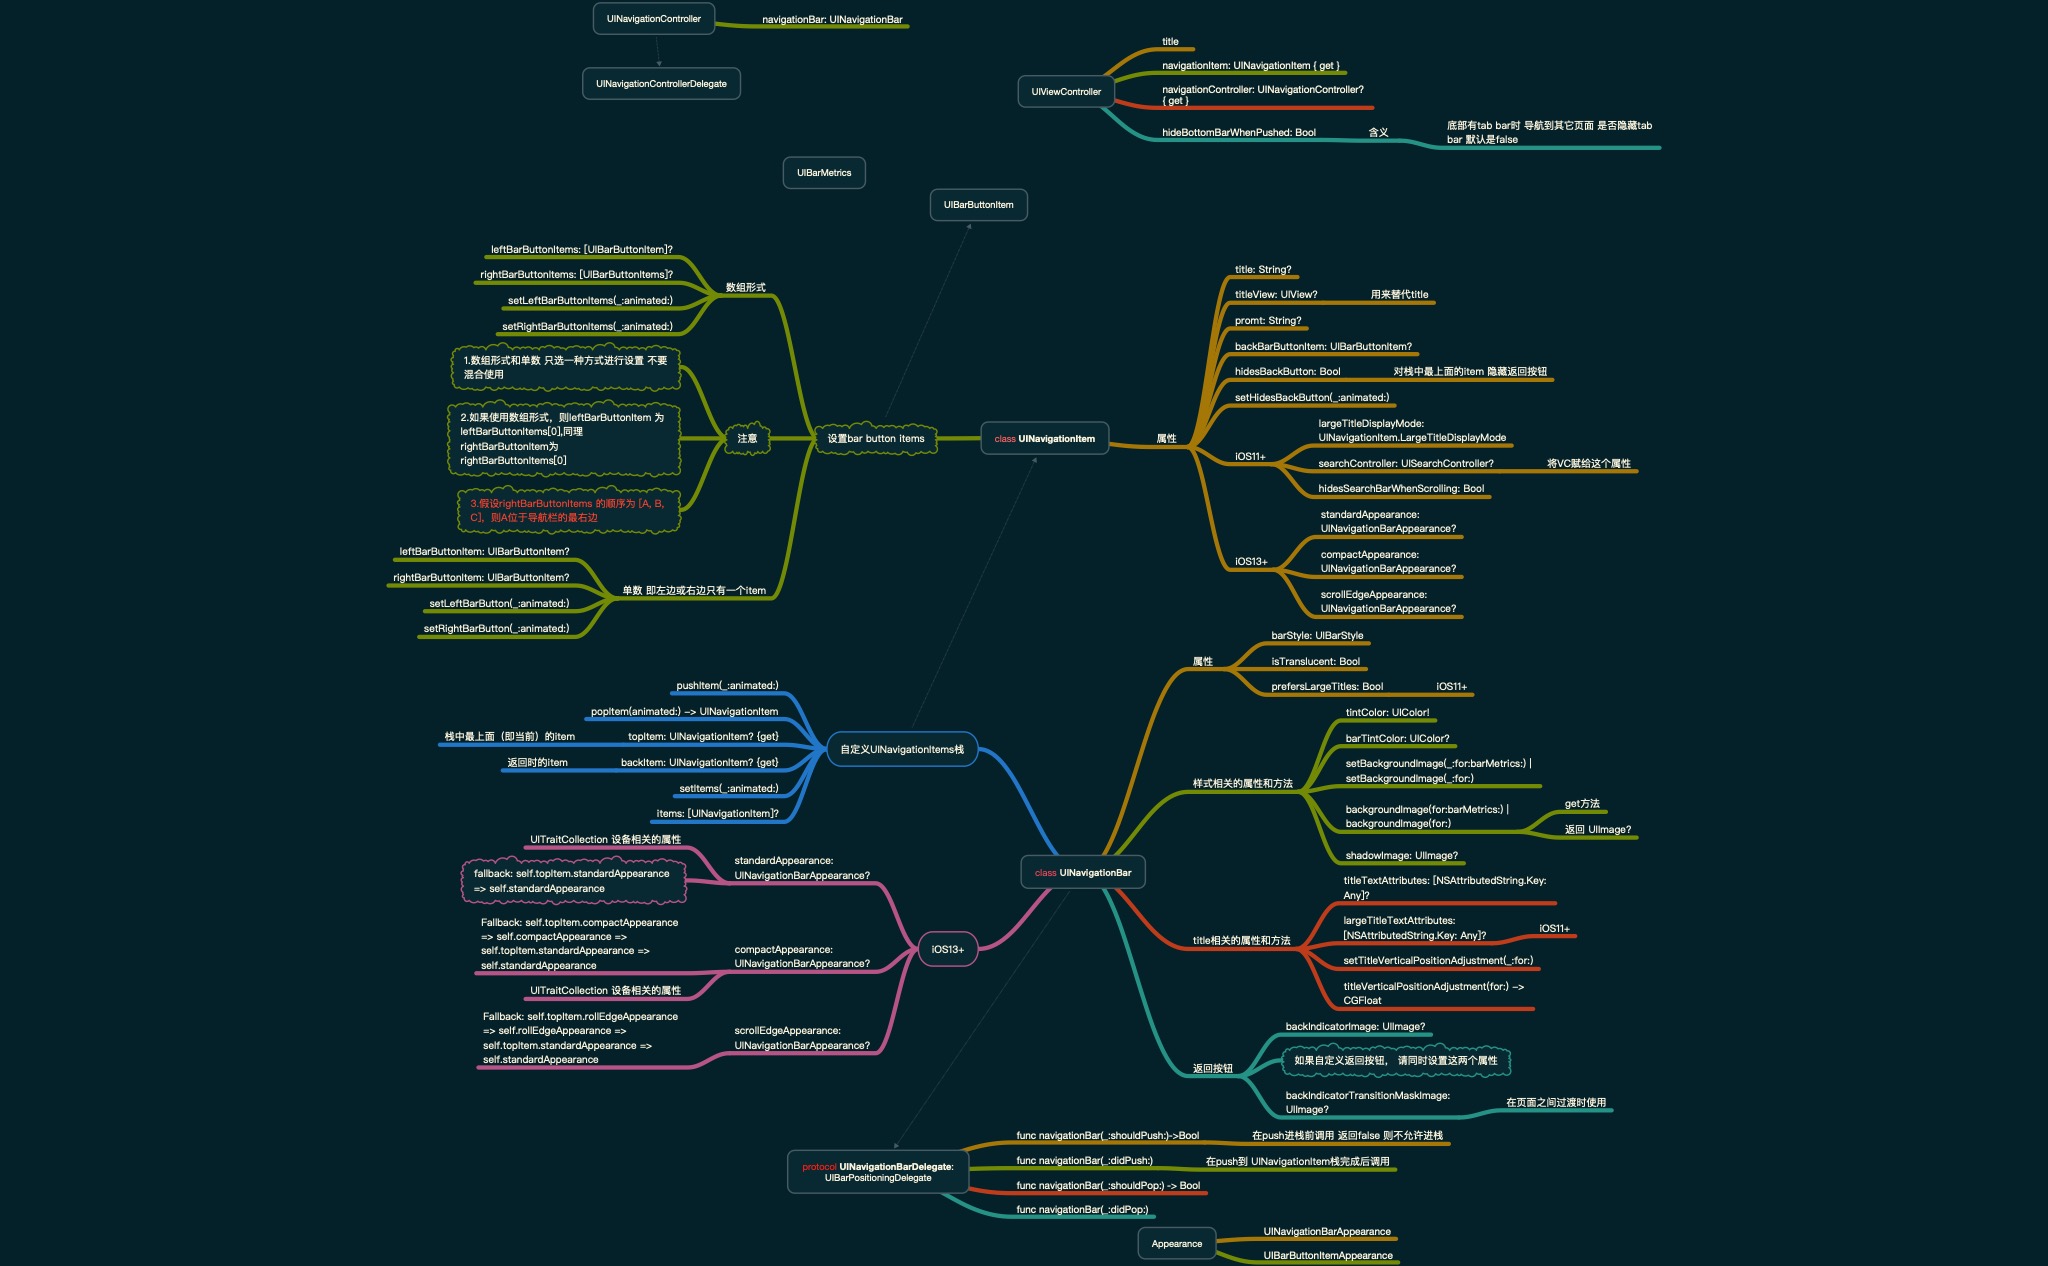 UINavigationController
navigationBar: UINavigationBar
UINavigationControllerDelegate
UIViewController
title
navigationItem: UINavigationItem { get }
navigationController: UINavigationController?
{ get }
hideBottomBarWhenPushed: Bool
含义
底部有tab bar时 导航到其它页面 是否隐藏tab
bar 默认是false
UIBarMetrics
UIBarButtonItem
leftBarButtonItems: [UIBarButtonItem]?
rightBarButtonItems: [UIBarButtonItems]?
setLeftBarButtonItems(_:animated:)
setRightBarButtonItems(_:animated:)
数组形式
1.数组形式和单数 只选一种方式进行设置 不要
混合使用
2.如果使用数组形式，则leftBarButtonItem 为
leftBarButtonItems[0],同理
rightBarButtonItem为
rightBarButtonItems[0]
3.假设rightBarButtonItems 的顺序为 [A, B,
C]，则A位于导航栏的最右边
注意
设置bar button items
leftBarButtonItem: UIBarButtonItem?
rightBarButtonItem: UIBarButtonItem?
setLeftBarButton(_:animated:)
setRightBarButton(_:animated:)
单数 即左边或右边只有一个item
class UINavigationItem
属性
title: String?
titleView: UIView?
用来替代title
promt: String?
backBarButtonItem: UIBarButtonItem?
hidesBackButton: Bool
对栈中最上面的item 隐藏返回按钮
setHidesBackButton(_:animated:)
iOS11+
largeTitleDisplayMode:
UINavigationItem.LargeTitleDisplayMode
searchController: UISearchController?
将VC赋给这个属性
hidesSearchBarWhenScrolling: Bool
iOS13+
standardAppearance:
UINavigationBarAppearance?
compactAppearance:
UINavigationBarAppearance?
scrollEdgeAppearance:
UINavigationBarAppearance?
pushItem(_:animated:)
popItem(animated:) -> UINavigationItem
栈中最上面（即当前）的item
topItem: UINavigationItem? {get}
返回时的item
backItem: UINavigationItem? {get}
setItems(_:animated:)
items: [UINavigationItem]?
自定义UINavigationItems栈
UITraitCollection 设备相关的属性
fallback: self.topItem.standardAppearance
=> self.standardAppearance
standardAppearance:
UINavigationBarAppearance?
Fallback: self.topItem.compactAppearance
=> self.compactAppearance =>
self.topItem.standardAppearance =>
self.standardAppearance
UITraitCollection 设备相关的属性
compactAppearance:
UINavigationBarAppearance?
Fallback: self.topItem.rollEdgeAppearance
=> self.rollEdgeAppearance =>
self.topItem.standardAppearance =>
self.standardAppearance
scrollEdgeAppearance:
UINavigationBarAppearance?
iOS13+
class UINavigationBar
属性
barStyle: UIBarStyle
isTranslucent: Bool
prefersLargeTitles: Bool
iOS11+
样式相关的属性和方法
tintColor: UIColor!
barTintColor: UIColor?
setBackgroundImage(_:for:barMetrics:) |
setBackgroundImage(_:for:)
backgroundImage(for:barMetrics:) |
backgroundImage(for:)
get方法
返回 UIImage?
shadowImage: UIImage?
title相关的属性和方法
titleTextAttributes: [NSAttributedString.Key:
Any]?
largeTitleTextAttributes:
[NSAttributedString.Key: Any]?
iOS11+
setTitleVerticalPositionAdjustment(_:for:)
titleVerticalPositionAdjustment(for:) ->
CGFloat
返回按钮
backIndicatorImage: UIImage?
如果自定义返回按钮， 请同时设置这两个属性
backIndicatorTransitionMaskImage:
UIImage?
在页面之间过渡时使用
protocol UINavigationBarDelegate:
UIBarPositioningDelegate
func navigationBar(_:shouldPush:)->Bool
在push进栈前调用 返回false 则不允许进栈
func navigationBar(_:didPush:)
在push到 UINavigationItem栈完成后调用
func navigationBar(_:shouldPop:) -> Bool
func navigationBar(_:didPop:)
Appearance
UINavigationBarAppearance
UIBarButtonItemAppearance